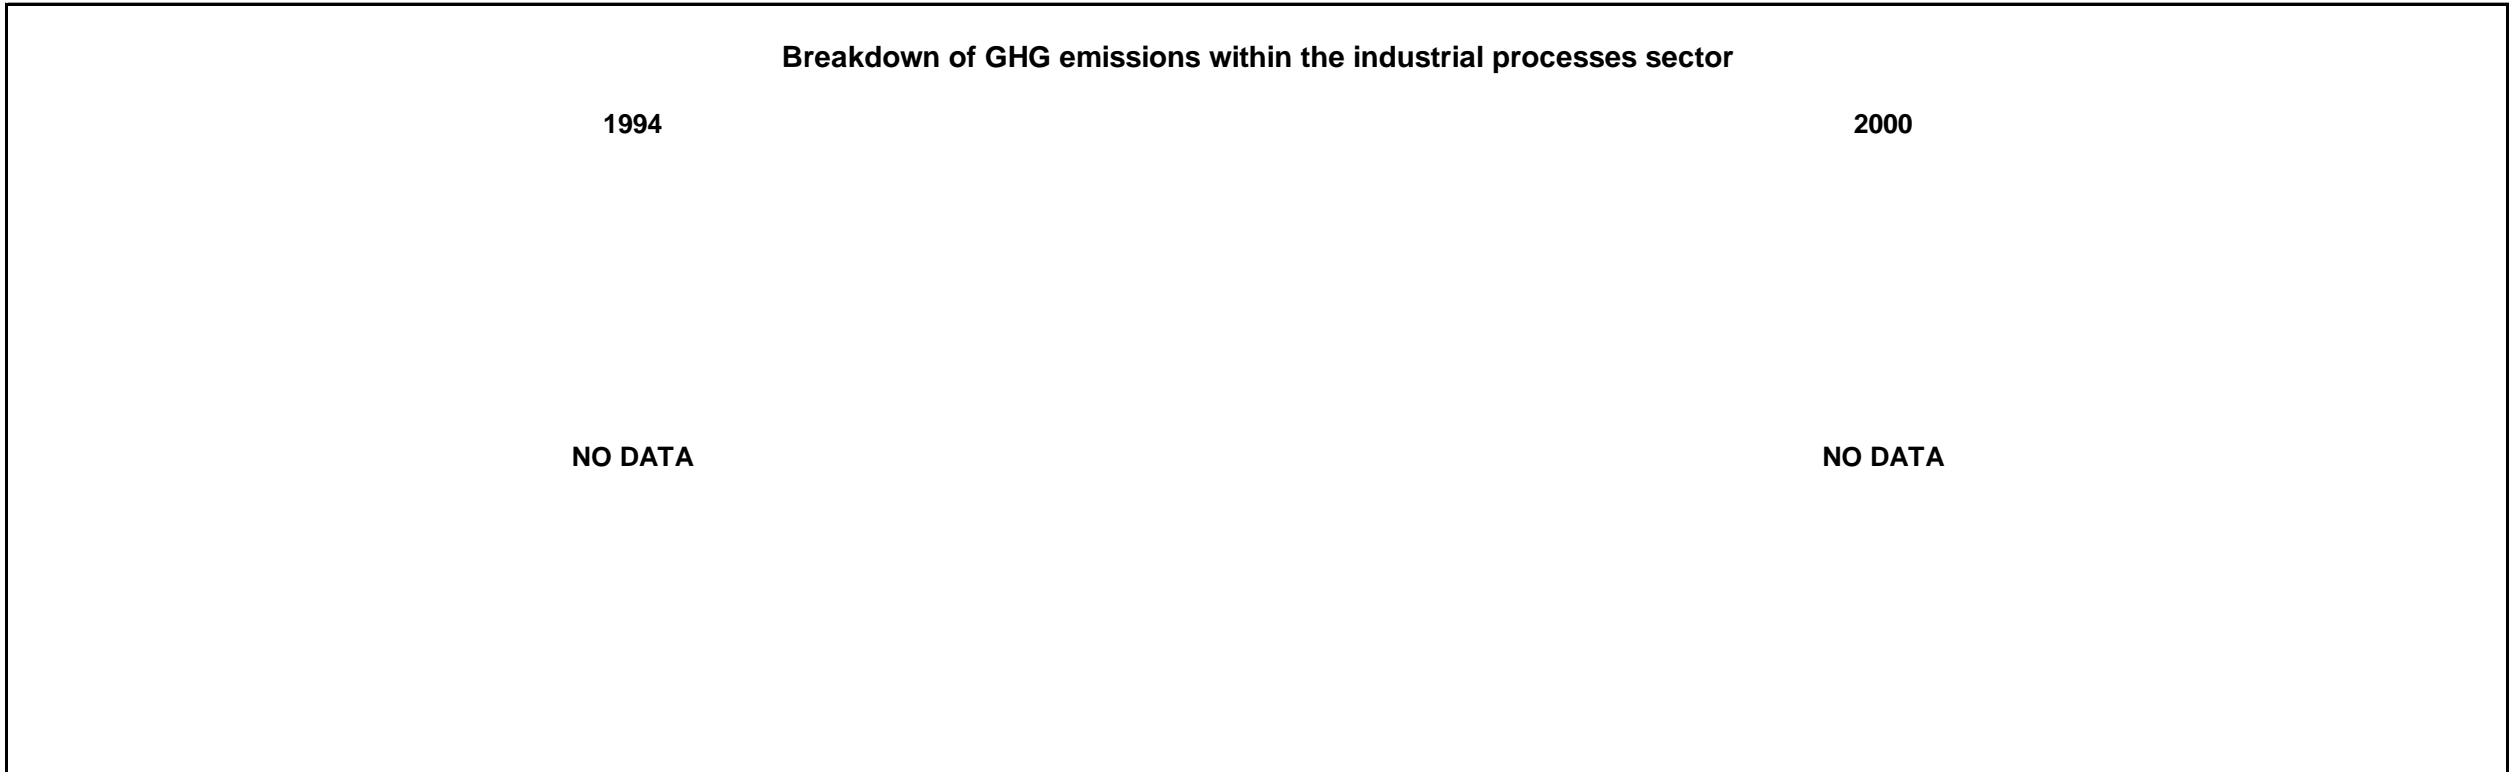 Breakdown of GHG emissions within the industrial processes sector
1994
2000
NO DATA
NO DATA